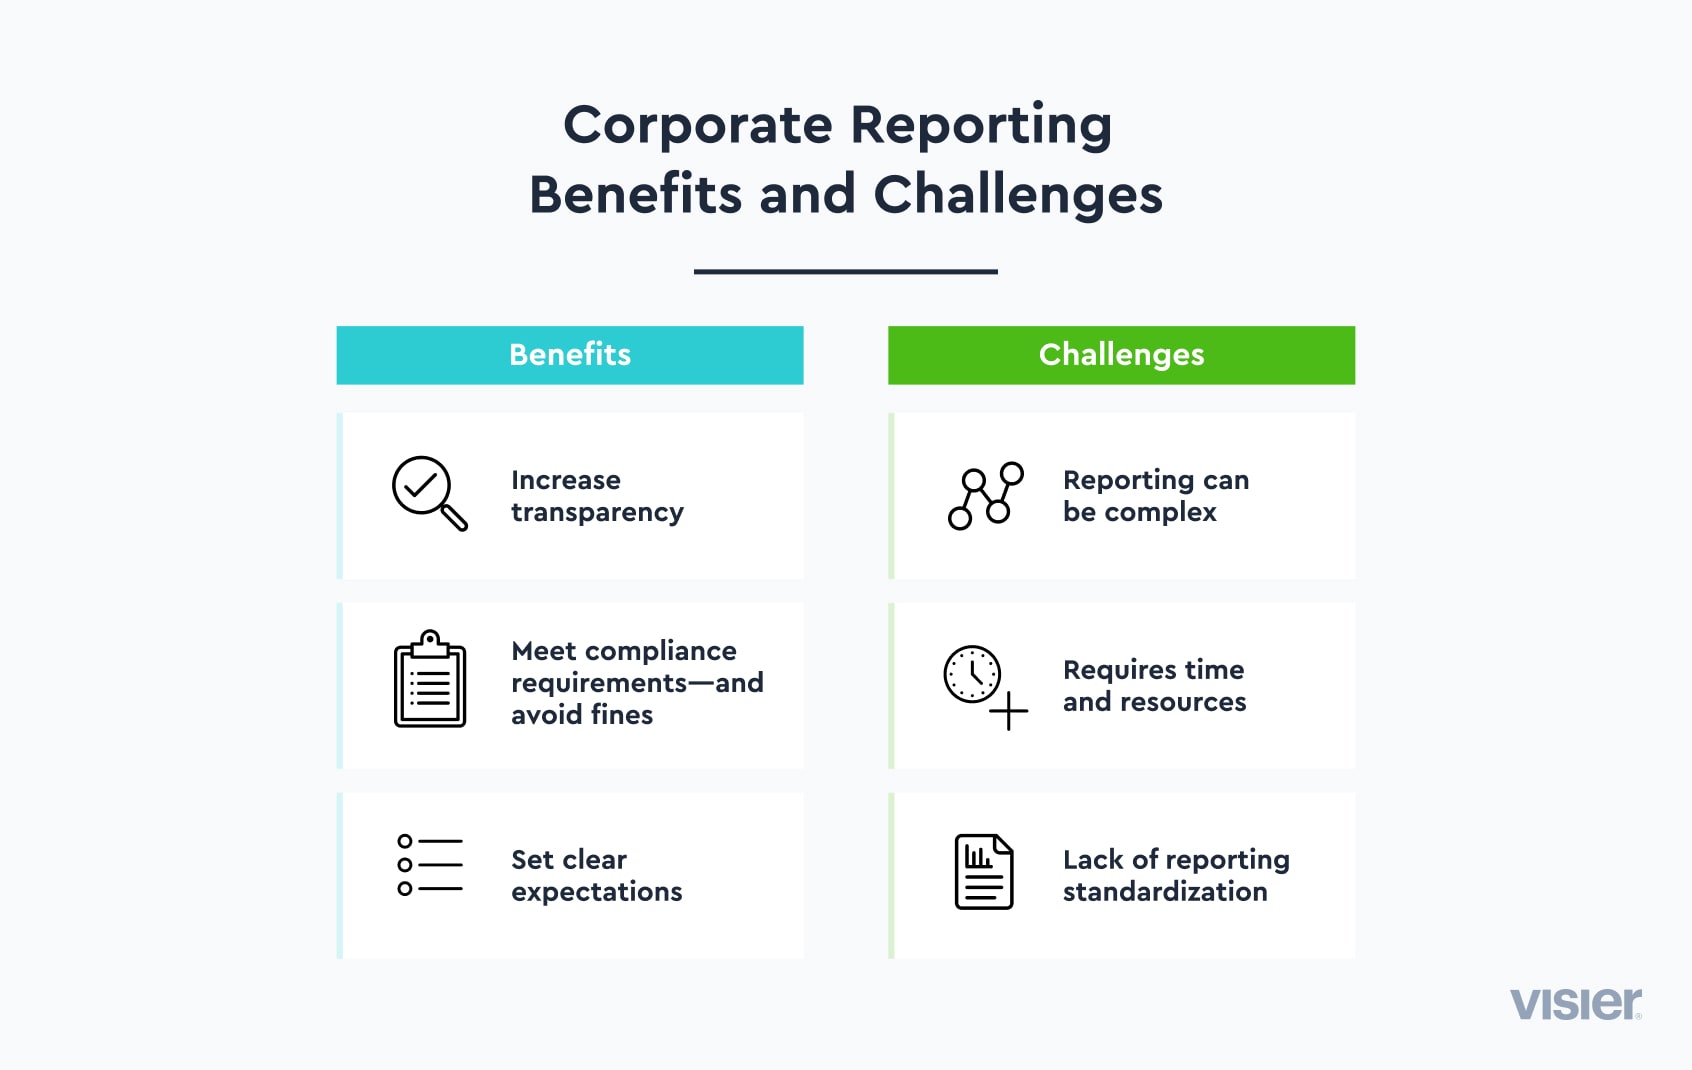 Corporate Reporting
Benefits and Challenges
Benefits
Increase
transparency
Meet compliance
requirements—and
avoid fines
Set clear
expectations
Challenges
Reporting can
be complex
Requires time
and resources
Lack of reporting
standardization
VISIER®